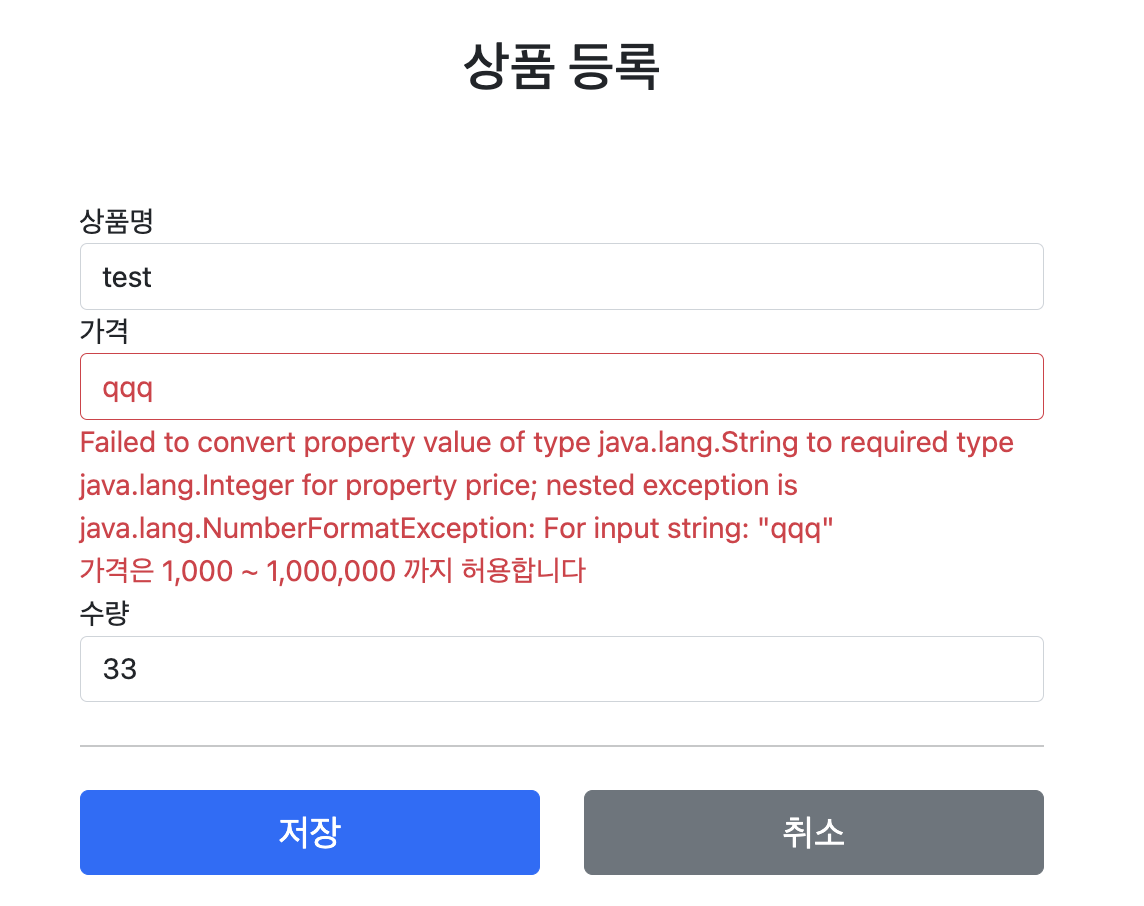 상품 등록
상품명
test
가격
qqq
Failed to convert property value of type java.lang.String to required type
java.lang.Integer for property price; nested exception is
java.lang.NumberFormatException: For input string: "qqq"
가격은 1,000 ~ 1,000,000 까지 허용합니다
수량
33
저장
취소